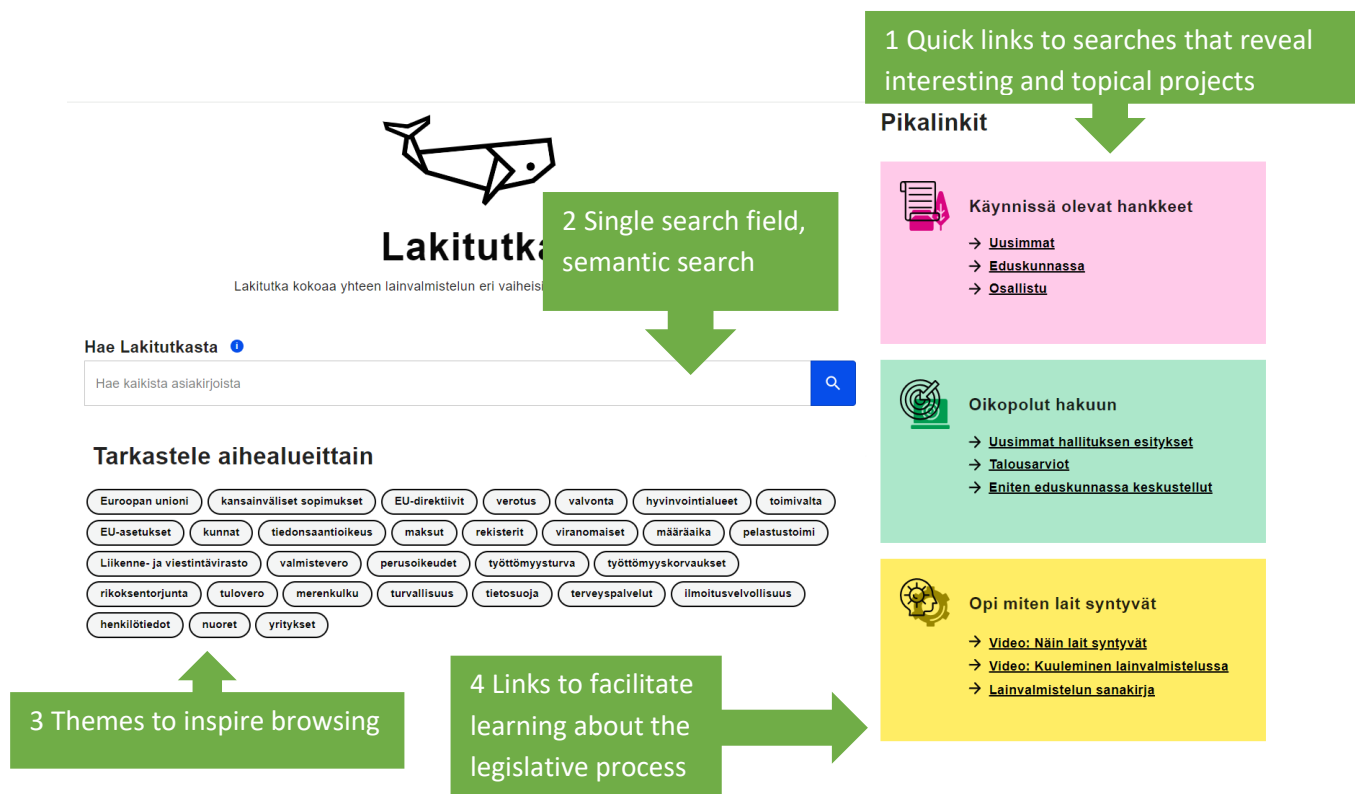 1 Quick links to searches that reveal
interesting and topical projects
Pikalinkit
2 Single search field,
semantic search
Lakitutka
Lakitutka kokoaa yhteen lainvalmistelun eri
Käynnissä olevat hankkeet
→ Uusimmat
→ Eduskunnassa
→ Osallistu
Hae Lakitutkasta
Hae kaikista asiakirjoista
Oikopolut hakuun
→ Uusimmat hallituksen esitykset
→ Talousarviot
→ Eniten eduskunnassa keskustellut
Tarkastele aihealueittain
Euroopan unioni kansainväliset sopimukset EU-direktiivit verotus valvonta hyvinvointialueet toimivalta
EU-asetukset kunnat tiedonsaantioikeus maksut rekisterit viranomaiset määräaika pelastustoimi
Liikenne- ja viestintävirasto valmistevero perusoikeudet työttömyysturva työttömyyskorvaukset
rikoksentorjunta tulovero merenkulku turvallisuus tietosuoja terveyspalvelut ilmoitusvelvollisuus
henkilötiedot nuoret yritykset
Opi miten lait syntyvät
→ Video: Näin lait syntyvät
→ Video: Kuuleminen lainvalmistelussa
→ Lainvalmistelun sanakirja
3 Themes to inspire browsing
4 Links to facilitate
learning about the
legislative process